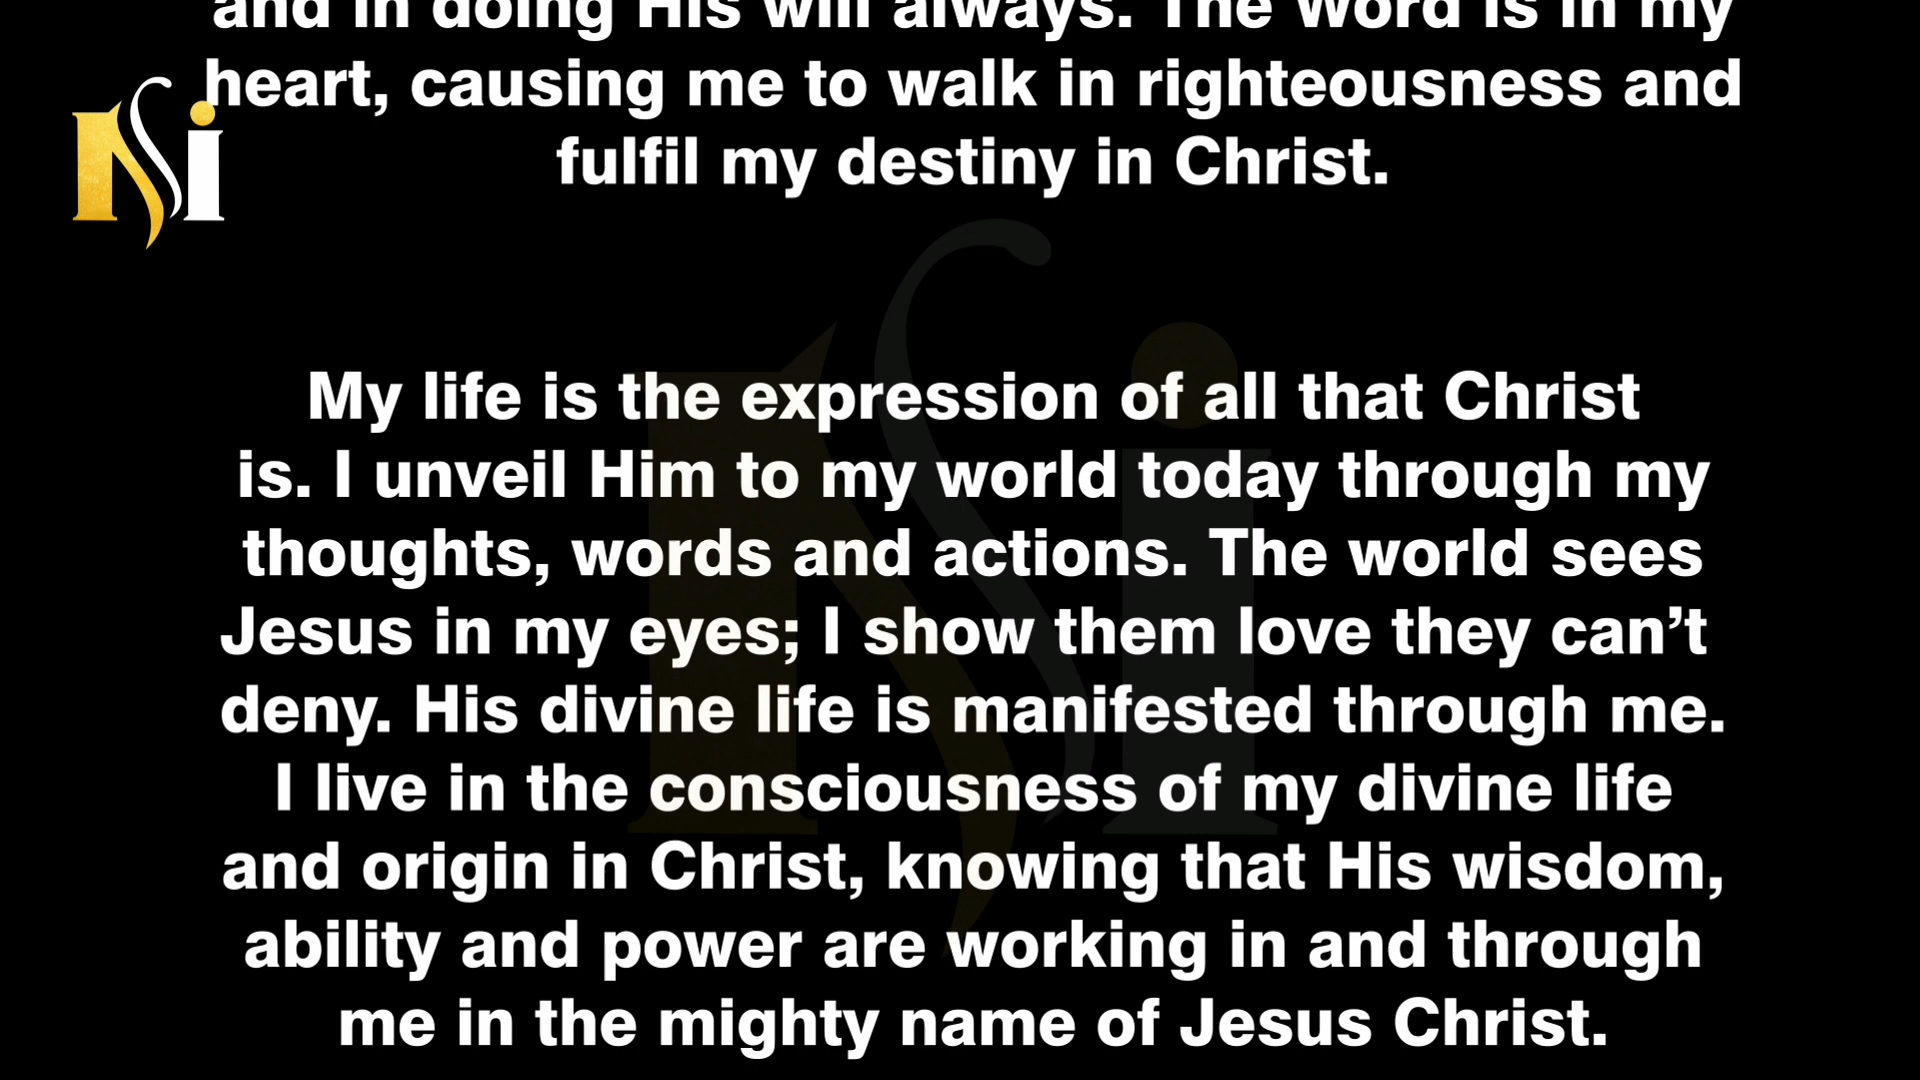 and in doing His will always. The Word is in my
heart, causing me to walk in righteousness and
fulfil my destiny in Christ.
My life is the expression of all that Christ
is. I unveil Him to my world today through my
thoughts, words and actions. The world sees
Jesus in my eyes; I show them love they can’t
deny. His divine life is manifested through me.
I live in the consciousness of my divine life
and origin in Christ, knowing that His wisdom,
ability and power are working in and through
me in the mighty name of Jesus Christ.